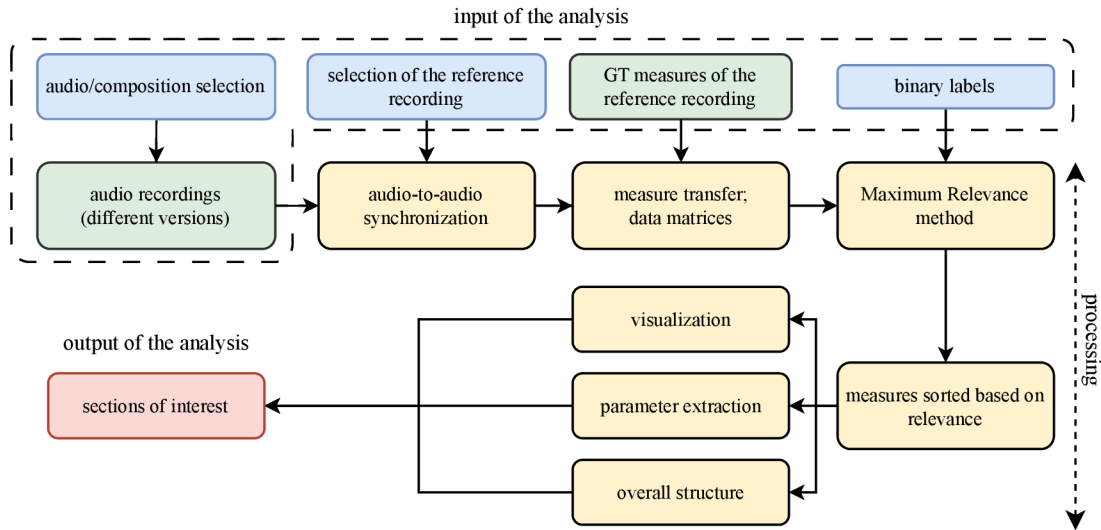 input of the analysis
audio/composition selection
selection of the reference
recording
GT measures of the
reference recording
binary labels
audio recordings
(different versions)
audio-to-audio
synchronization
measure transfer;
data matrices
Maximum Relevance
method
processing
visualization
output of the analysis
sections of interest
parameter extraction
measures sorted based on
relevance
overall structure